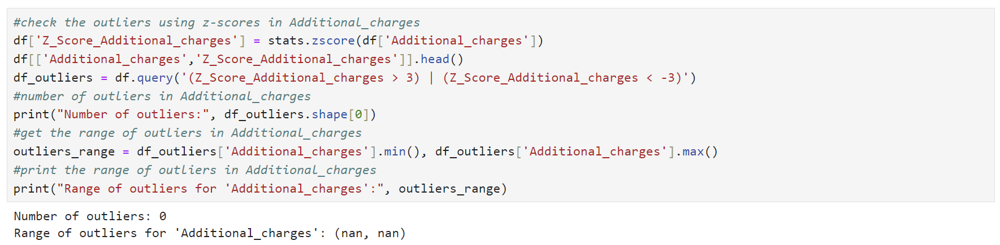 #check the outliers using z-scores in Additional_charges
df['Z_Score_Additional_charges'] = stats.zscore(df['Additional_charges'])
df[['Additional_charges','Z_Score_Additional_charges']].head()
df_outliers = df.query('(Z_Score_Additional_charges > 3) | (Z_Score_Additional_charges < -3)')
#number of outliers in Additional_charges
print("Number of outliers:", df_outliers.shape[0])
#get the range of outliers in Additional_charges
outliers_range = df_outliers['Additional_charges'].min(), df_outliers['Additional_charges'].max()
#print the range of outliers in Additional_charges
print("Range of outliers for 'Additional_charges':", outliers_range)
Number of outliers: 0
Range of outliers for 'Additional_charges': (nan, nan)